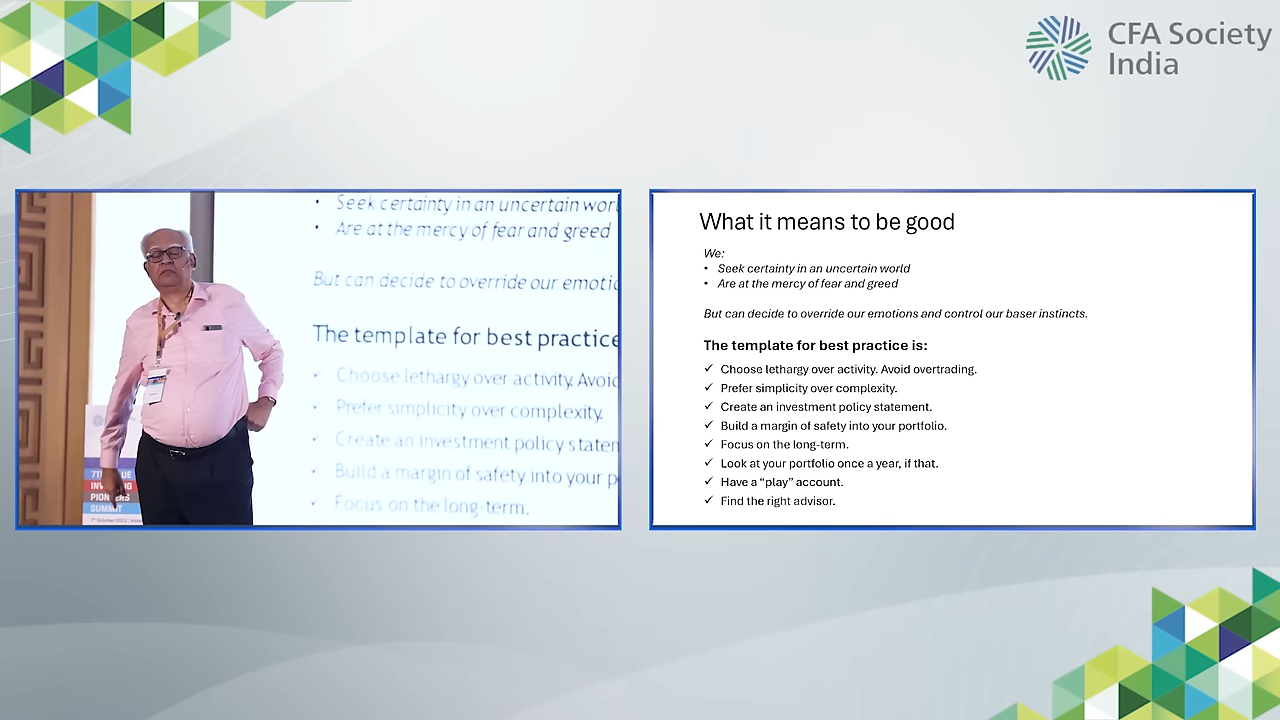 CFA Society
India
Seek certainty in an uncertain worl
Are at the mercy of fear and greed
But can decide to override our emotic
The template for best practice
Choose lethargy over activity. Avoid
Prefer simplicity over complexity.
Create an investment policy statem
Build a margin of safety into your p
Focus on the long-term.
SUMMIT
What it means to be good
We:
• Seek certainty in an uncertain world
• Are at the mercy of fear and greed
But can decide to override our emotions and control our baser instincts.
The template for best practice is:
✓ Choose lethargy over activity. Avoid overtrading.
✓ Prefer simplicity over complexity.
✓ Create an investment policy statement.
✓ Build a margin of safety into your portfolio.
✓ Focus on the long-term.
✓ Look at your portfolio once a year, if that.
✓ Have a “play” account.
✓ Find the right advisor.